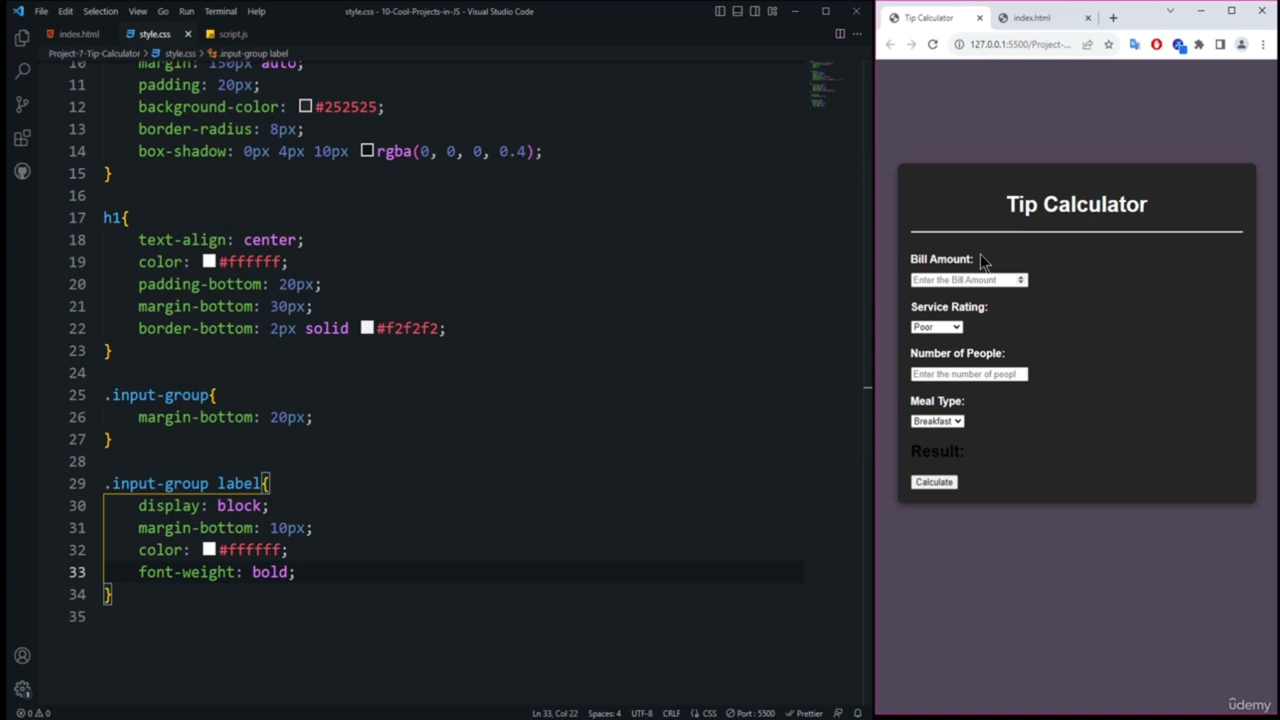 File Edit Selection View Go Run Terminal Help
style.css - 10-Cool-Projects-in-JS - Visual Studio Code
index.html
style.css
script.js
Project-7-Tip-Calculator > style.css > .input-group label
10 margin: 150px auto;
11 padding: 20px;
12 background-color: #252525;
13 border-radius: 8px;
14 box-shadow: 0px 4px 10px rgba(0, 0, 0, 0.4);
15 }
16
17 h1{
18 text-align: center;
19 color: #ffffff;
20 padding-bottom: 20px;
21 margin-bottom: 30px;
22 border-bottom: 2px solid #f2f2f2;
23 }
24
25 .input-group{
26 margin-bottom: 20px;
27 }
28
29 .input-group label{
30 display: block;
31 margin-bottom: 10px;
32 color: #ffffff;
33 font-weight: bold;
34 }
35
0 0
Ln 33, Col 22 Spaces: 4 UTF-8 CRLF CSS Port : 5500 Prettier
Tip Calculator
index.html
127.0.0.1:5500/Project-...
Tip Calculator
Bill Amount:
Enter the Bill Amount
Service Rating:
Poor
Number of People:
Enter the number of peopl
Meal Type:
Breakfast
Result:
Calculate
ûdemy